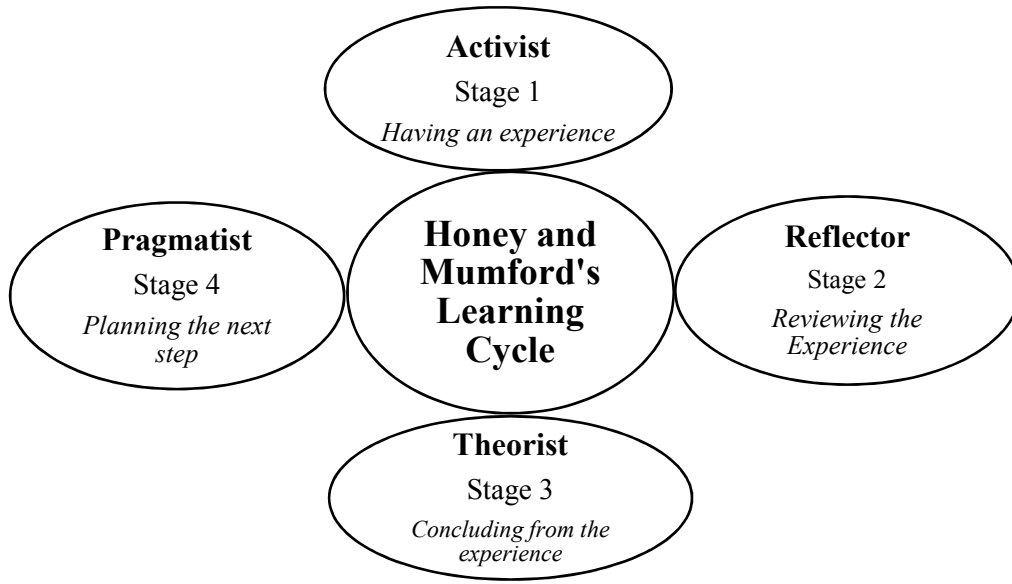 Activist
Stage 1
Having an experience
Pragmatist
Stage 4
Planning the next
step
Honey and
Mumford's
Learning
Cycle
Reflector
Stage 2
Reviewing the
Experience
Theorist
Stage 3
Concluding from the
experience